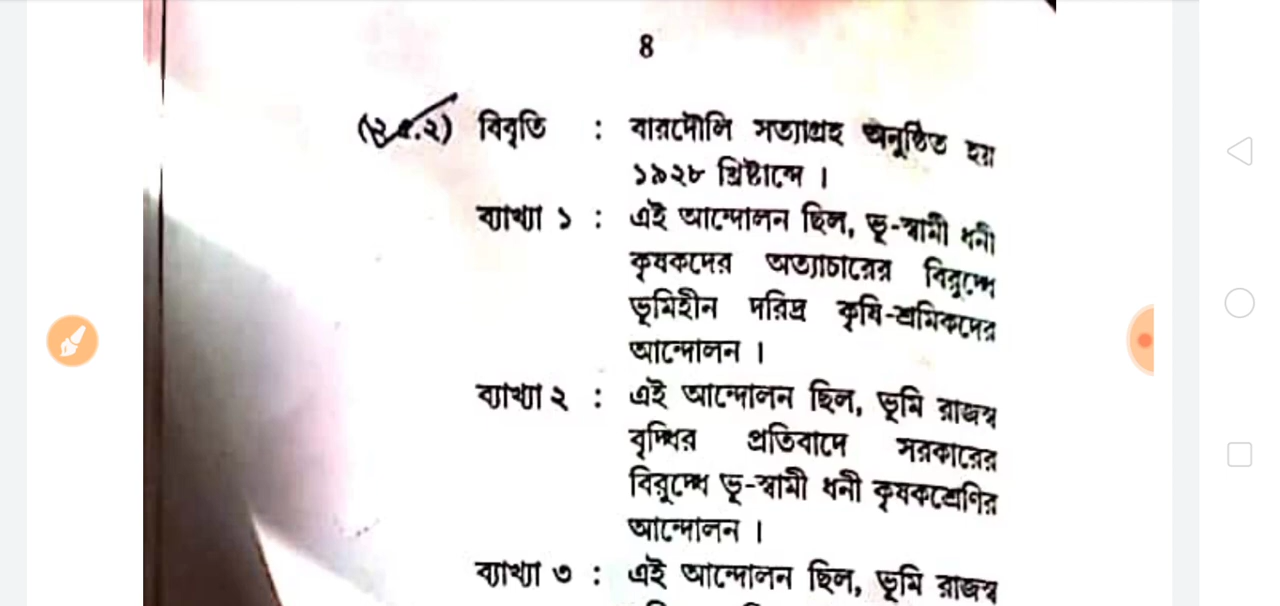 8
(২.৫.২) বিবৃতি : বারদৌলি সত্যাগ্রহ অনুষ্ঠিত হয়
১৯২৮ খ্রিষ্টাব্দে ।
ব্যাখ্যা ১ : এই আন্দোলন ছিল, ভূ-স্বামী ধনী
কৃষকদের অত্যাচারের বিরুদ্ধে
ভূমিহীন দরিদ্র কৃষি-শ্রমিকদের
আন্দোলন ।
ব্যাখ্যা ২ : এই আন্দোলন ছিল, ভূমি রাজস্ব
বৃদ্ধির প্রতিবাদে সরকারের
বিরুদ্ধে ভূ-স্বামী ধনী কৃষকশ্রেণির
আন্দোলন ।
ব্যাখ্যা ৩ : এই আন্দোলন ছিল, ভূমি রাজস্ব